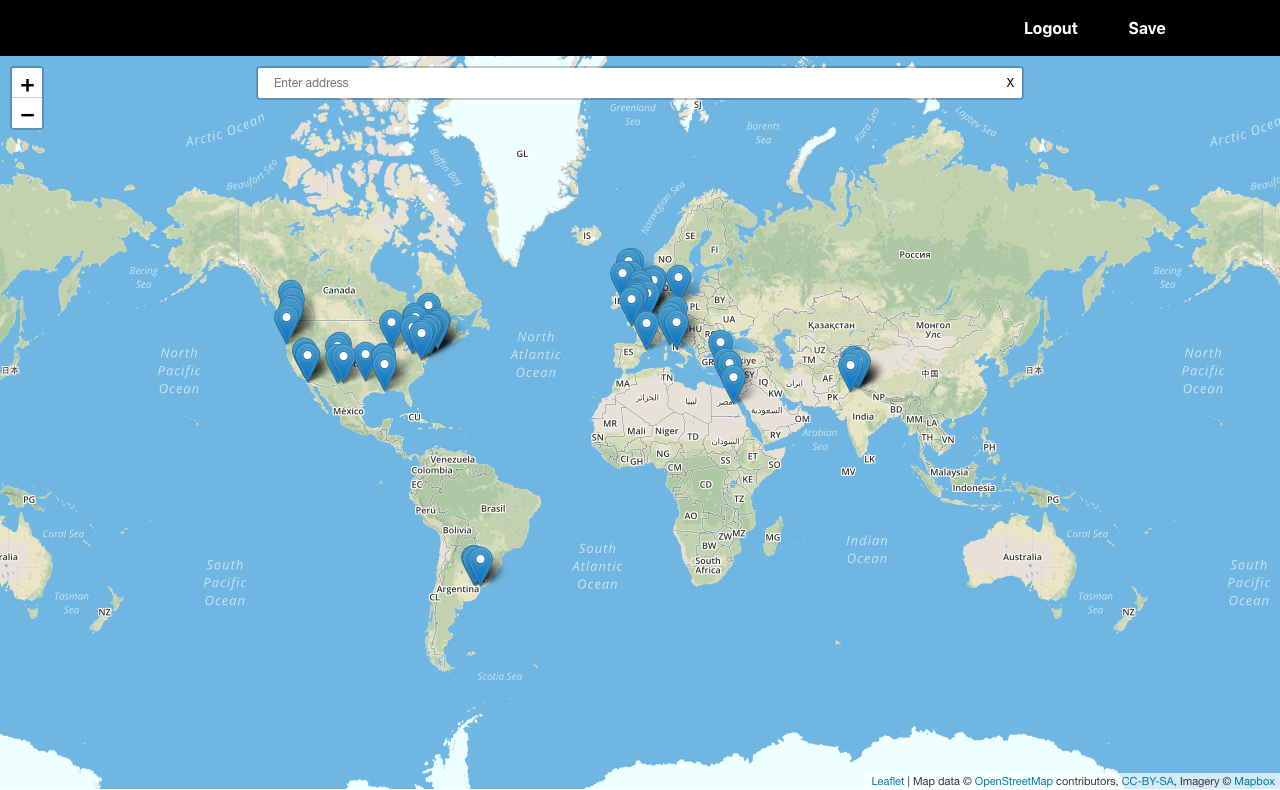 Logout
Save
+
−
Enter address
X
SJ
Greenland
Sea
Barents
Sea
Kara Sea
Laptev Sea
Arctic Ocean
Arctic Ocea
Beaufort Sea
Baffin Bay
GL
Norwegian Sea
IS
SE
FI
NO
Россия
Bering
Sea
Canada
Bering
Sea
IE
PL
BY
UA
HU
ES
GR
Қазақстан
Монгол
Улс
UZ
TM
North
Pacific
Ocean
North
Atlantic
Ocean
North
Pacific
Ocean
日本
中国
日本
MA
TN
SY
IQ
ایران
AF
KW
PK
NP
BD
الجزائر
ليبيا
مصر
السعودية
México
CU
MR
Mali
Niger
TD
السودان
OM
RY
India
MM
LA
TH
VN
PH
SN
CI
GH
NG
CM
SS
ET
SO
Arabian
Sea
MV
LK
Venezuela
Colombia
EC
Perú
Brasil
Bolivia
CD
KE
TZ
AO
ZW
MZ
BW
MG
South
Africa
Malaysia
Indonesia
PG
PG
Coral Sea
Coral Sea
ralia
Australia
South
Pacific
Ocean
South
Atlantic
Ocean
Indian
Ocean
South
Pacific
Ocean
Argentina
CL
Tasman
Sea
NZ
Tasman
Sea
NZ
Scotia Sea
Leaflet | Map data © OpenStreetMap contributors, CC-BY-SA, Imagery © Mapbox